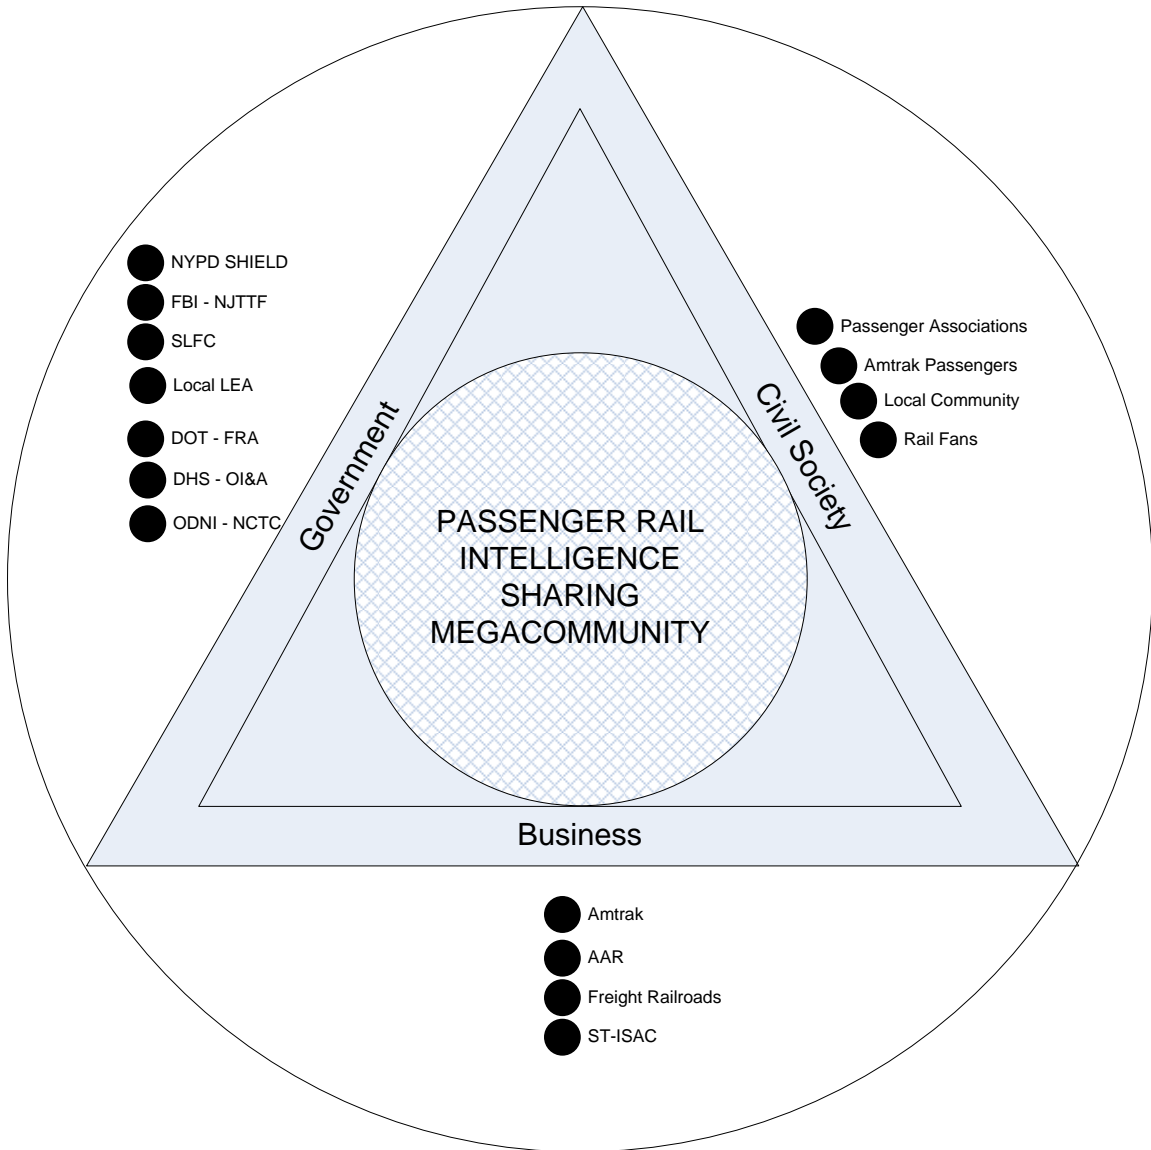 NYPD SHIELD
FBI - NJTTF
SLFC
Local LEA
DOT - FRA
DHS - OI&A
ODNI - NCTC
Government
Passenger Associations
Amtrak Passengers
Local Community
Rail Fans
Civil Society
PASSENGER RAIL
INTELLIGENCE
SHARING
MEGACOMMUNITY
Business
Amtrak
AAR
Freight Railroads
ST-ISAC